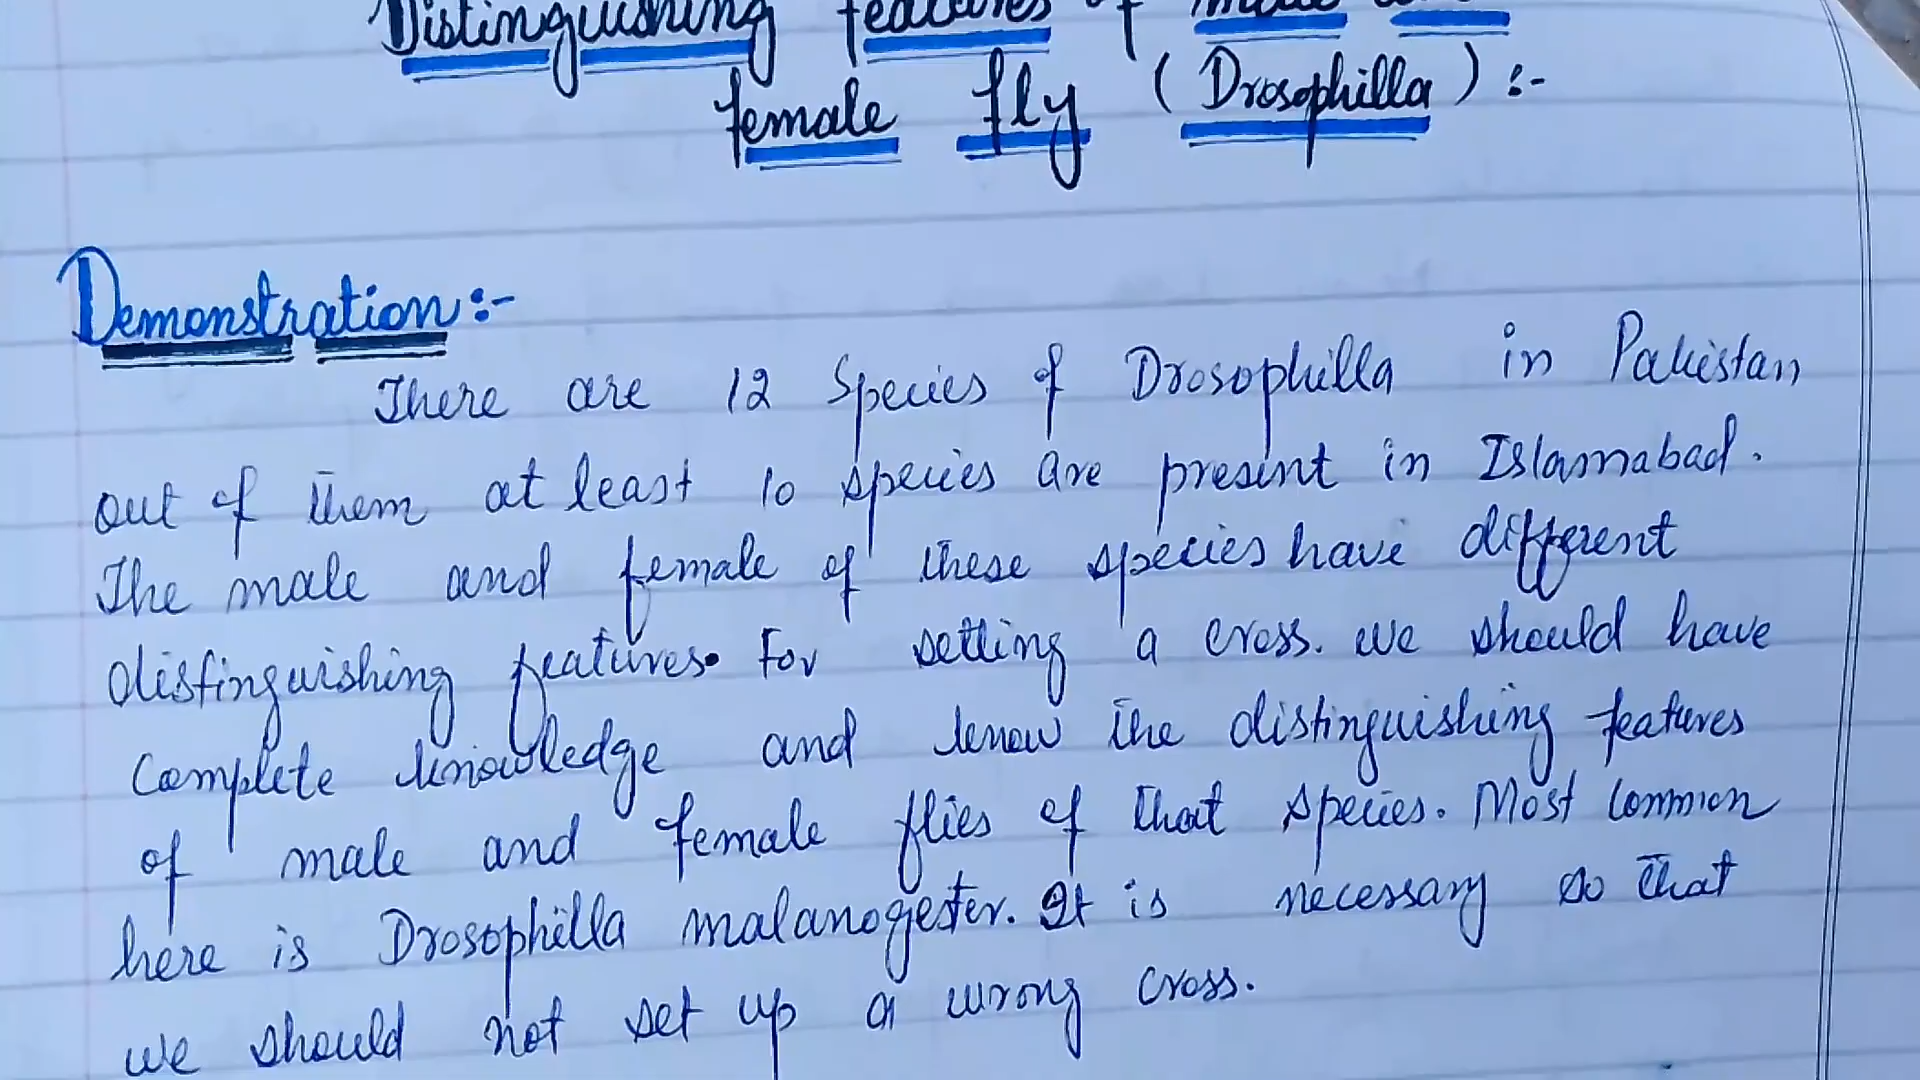 Distinguishing features of male and
female fly (Drosophilla) :-
Demonstration:-
There are 12 Species of Drosophilla in Pakistan
out of them at least 10 species are present in Islamabad.
The male and female of these species have different
distinguishing features. For setting a cross. we should have
Complete knowledge and know the distinguishing features
of male and female flies of that species. Most Common
here is Drosophilla malanogester. It is necessary so that
we should not set up a wrong cross.